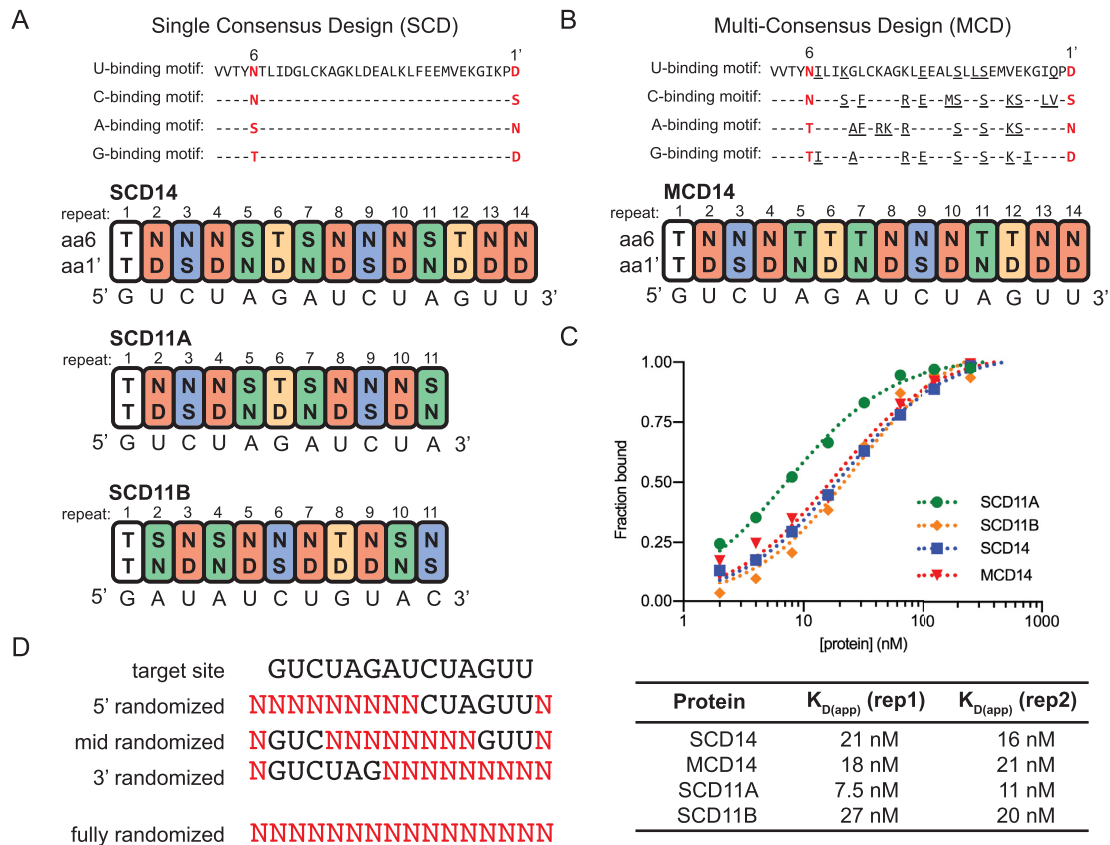 A
Single Consensus Design (SCD)
6 1’
U-binding motif: VVTYNTLIDGLCKAGKLDEALKLFEEMVEKGIKPD
C-binding motif: ----N-----------------------------S
A-binding motif: ----S-----------------------------N
G-binding motif: ----T-----------------------------D
SCD14
repeat: 1 2 3 4 5 6 7 8 9 10 11 12 13 14
aa6 T N N N S T S N N N S T N N
aa1’ T D S D N D N D S D N D D D
5’ G U C U A G A U C U A G U U 3’
SCD11A
repeat: 1 2 3 4 5 6 7 8 9 10 11
T N N N S T S N N N S
T D S D N D N D S D N
5’ G U C U A G A U C U A 3’
SCD11B
repeat: 1 2 3 4 5 6 7 8 9 10 11
T S N S N N N T N S N
T N D N D S D D D N S
5’ G A U A U C U G U A C 3’
B
Multi-Consensus Design (MCD)
6 1’
U-binding motif: VVTYNILIKGLCKAGKLEEALSLLSEMVEKGIQPD
C-binding motif: ----N---S-F----R-E--MS--S--KS--LV-S
A-binding motif: ----T----AF-RK-R-----S--S--KS-----N
G-binding motif: ----TI---A-----R-E---S--S--K-I----D
MCD14
repeat: 1 2 3 4 5 6 7 8 9 10 11 12 13 14
aa6 T N N N T T T N N N T T N N
aa1’ T D S D N D N D S D N D D D
5’ G U C U A G A U C U A G U U 3’
C
Fraction bound
1.00
0.75
0.50
0.25
0.00
1 10 100 1000
[protein] (nM)
SCD11A
SCD11B
SCD14
MCD14
Protein KD(app) (rep1) KD(app) (rep2)
SCD14 21 nM 16 nM
MCD14 18 nM 21 nM
SCD11A 7.5 nM 11 nM
SCD11B 27 nM 20 nM
D
target site GUCUAGAUCUAGUU
5’ randomized NNNNNNNNNCUAGUUN
mid randomized NGUCNNNNNNNNGUUN
3’ randomized NGUCUAGNNNNNNNNN
fully randomized NNNNNNNNNNNNNNNN